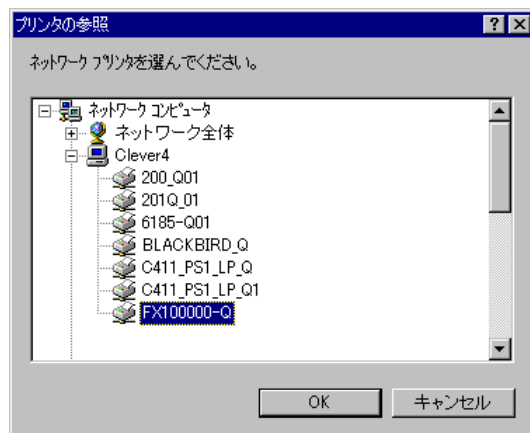 プリンタの参照
ﾈｯﾄﾜｰｸ ﾌﾟﾘﾝﾀを選んでください。
ﾈｯﾄﾜｰｸ ｺﾝﾋﾟｭｰﾀ
ネットワーク全体
Clever4
200_Q01
201Q_01
6185-Q01
BLACKBIRD_Q
C411_PS1_LP_Q
C411_PS1_LP_Q1
FX100000-Q
OK
キャンセル